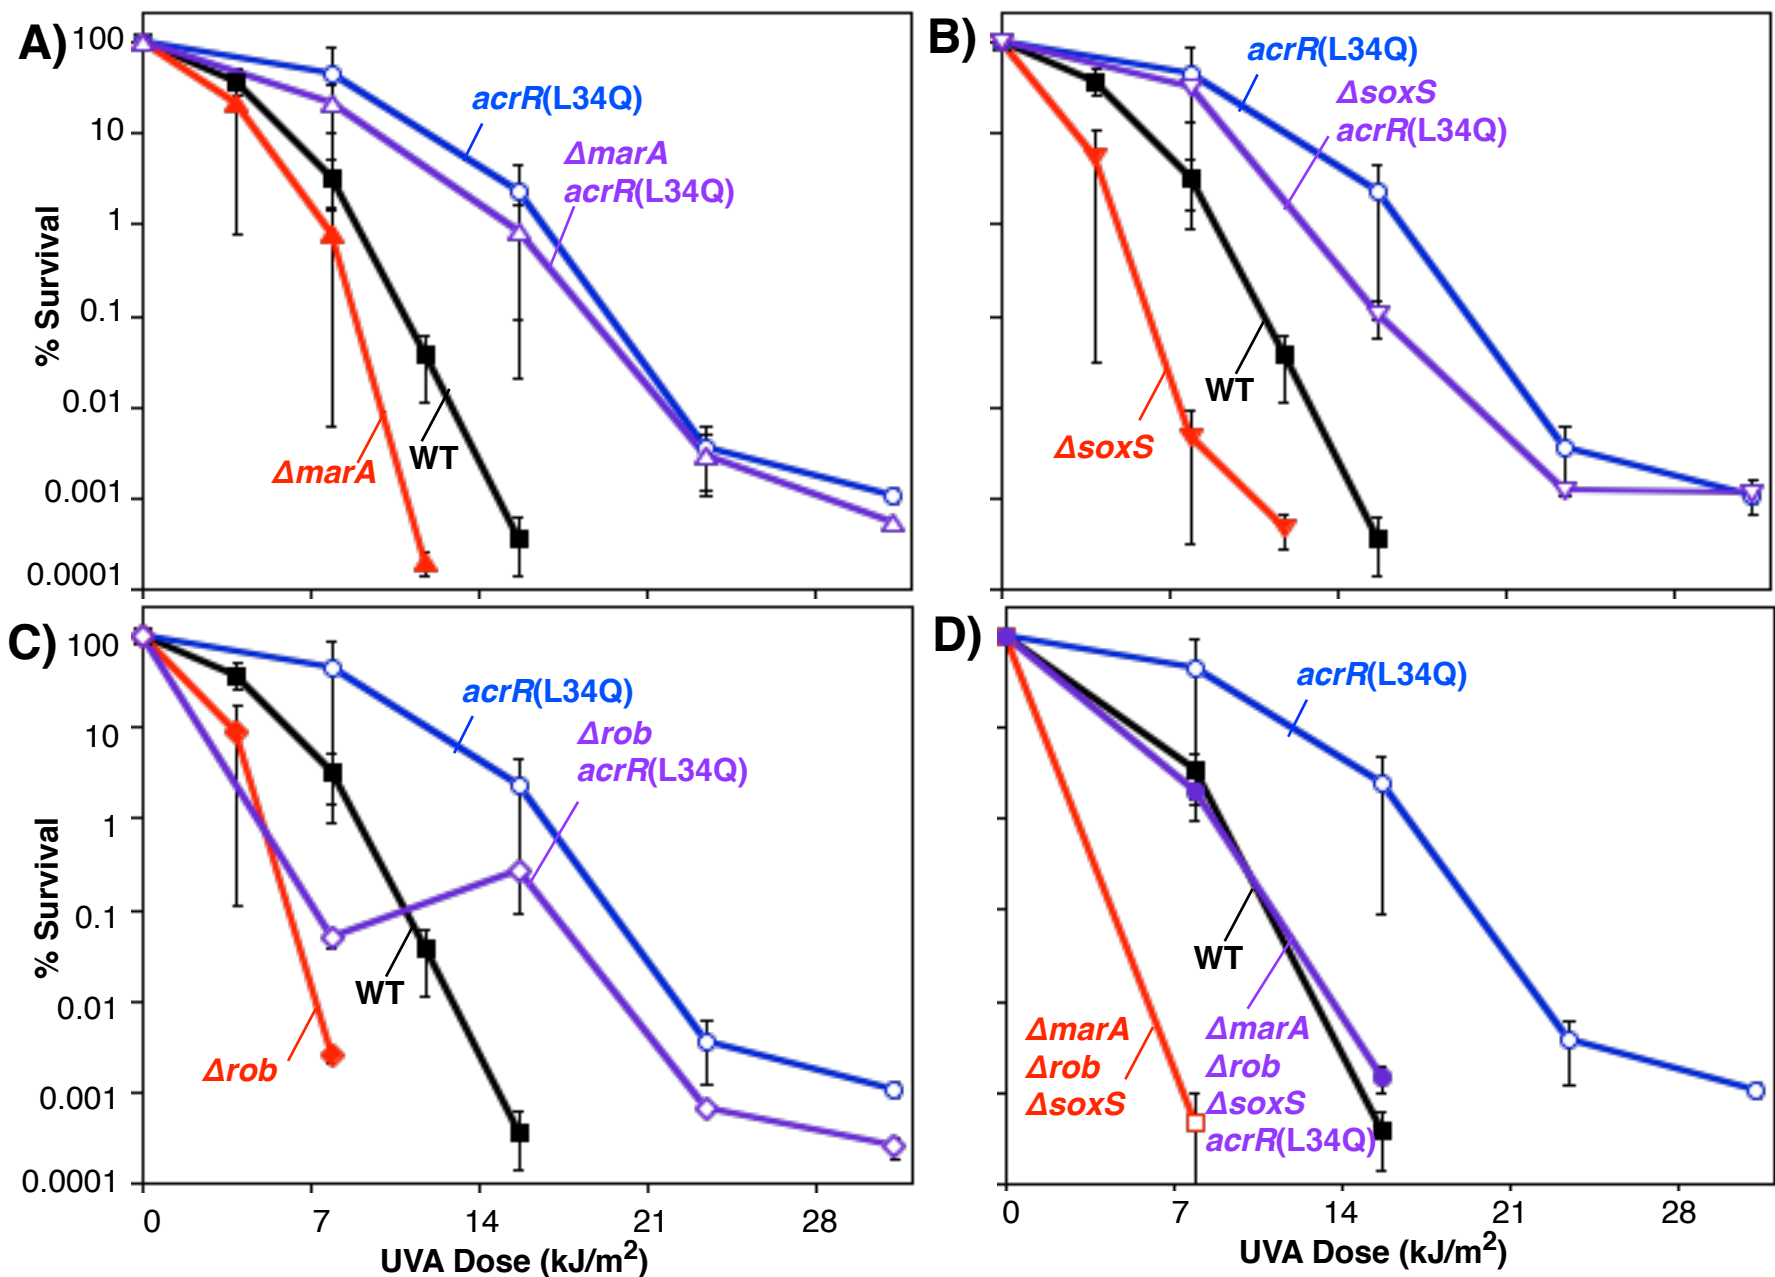 A)
100
10
1
0.1
0.01
0.001
0.0001
% Survival
acrR(L34Q)
ΔmarA
acrR(L34Q)
ΔmarA
WT
B)
acrR(L34Q)
ΔsoxS
acrR(L34Q)
WT
ΔsoxS
C)
100
10
1
0.1
0.01
0.001
0.0001
% Survival
acrR(L34Q)
Δrob
acrR(L34Q)
WT
Δrob
0 7 14 21 28
UVA Dose (kJ/m²)
D)
acrR(L34Q)
WT
ΔmarA
Δrob
ΔsoxS
ΔmarA
Δrob
ΔsoxS
acrR(L34Q)
0 7 14 21 28
UVA Dose (kJ/m²)